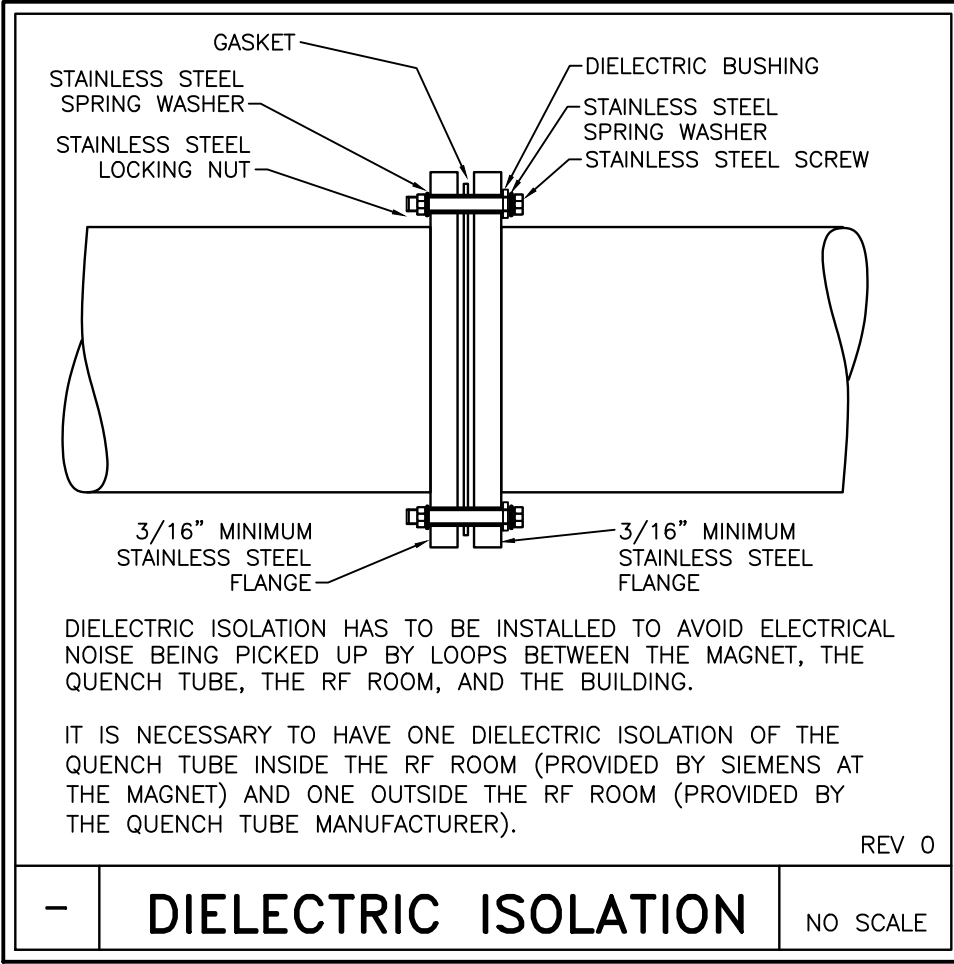 GASKET
STAINLESS STEEL
SPRING WASHER
STAINLESS STEEL
LOCKING NUT
DIELECTRIC BUSHING
STAINLESS STEEL
SPRING WASHER
STAINLESS STEEL SCREW
3/16" MINIMUM
STAINLESS STEEL
FLANGE
3/16" MINIMUM
STAINLESS STEEL
FLANGE
DIELECTRIC ISOLATION HAS TO BE INSTALLED TO AVOID ELECTRICAL
NOISE BEING PICKED UP BY LOOPS BETWEEN THE MAGNET, THE
QUENCH TUBE, THE RF ROOM, AND THE BUILDING.
IT IS NECESSARY TO HAVE ONE DIELECTRIC ISOLATION OF THE
QUENCH TUBE INSIDE THE RF ROOM (PROVIDED BY SIEMENS AT
THE MAGNET) AND ONE OUTSIDE THE RF ROOM (PROVIDED BY
THE QUENCH TUBE MANUFACTURER).
REV 0
-
DIELECTRIC ISOLATION
NO SCALE